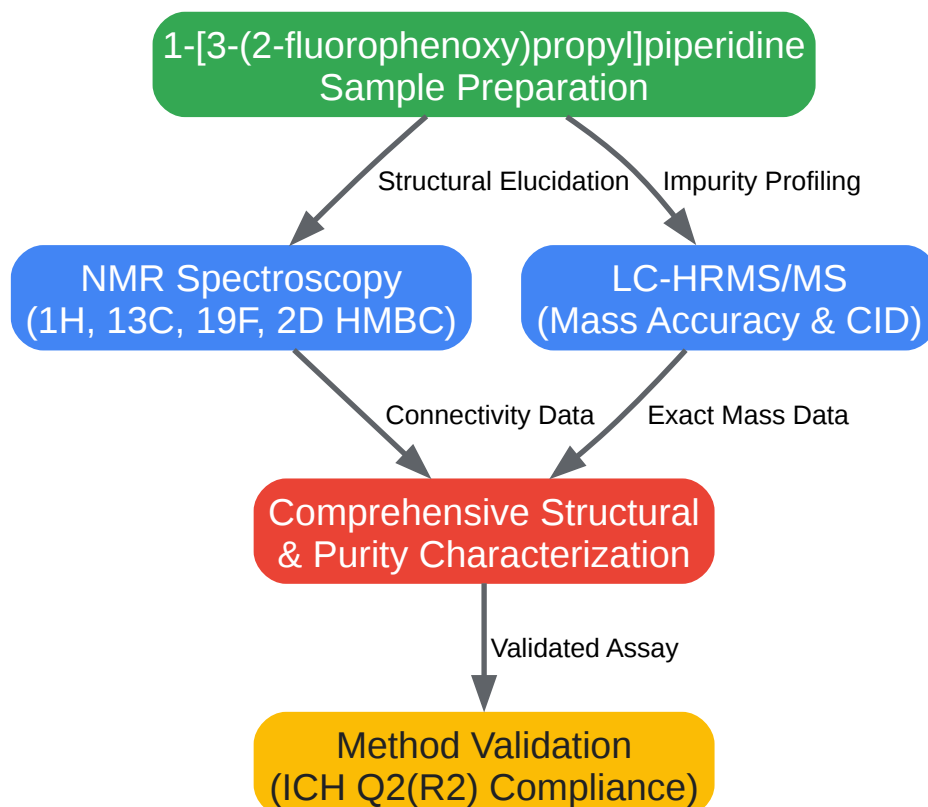 1-[3-(2-fluorophenoxy)propyl]piperidine
Sample Preparation
Structural Elucidation
Impurity Profiling
NMR Spectroscopy
(1H, 13C, 19F, 2D HMBC)
LC-HRMS/MS
(Mass Accuracy & CID)
Connectivity Data
Exact Mass Data
Comprehensive Structural
& Purity Characterization
Validated Assay
Method Validation
(ICH Q2(R2) Compliance)